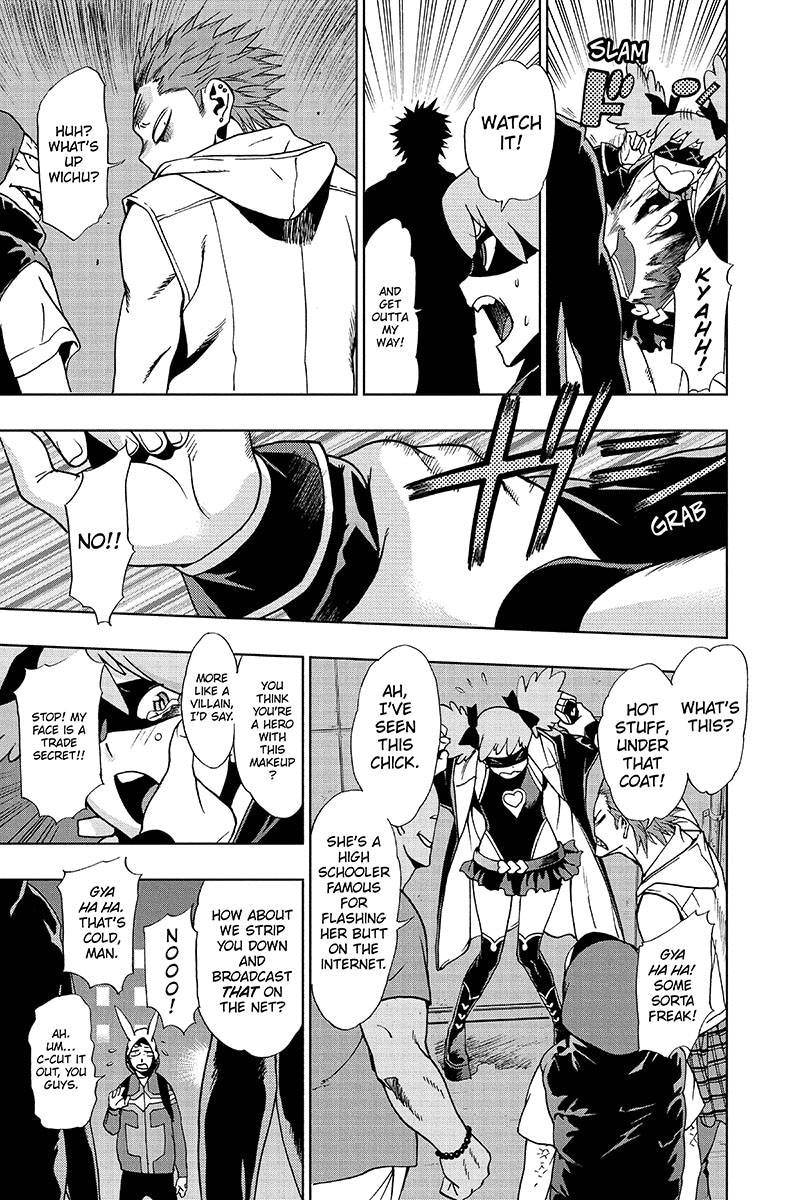 SLAM
ド
ン
KYAHH!
WATCH
IT!
AND
GET
OUTTA
MY
WAY!
HUH?
WHAT'S
UP
WICHU?
ガ
GRAB
NO!!
WHAT'S
THIS?
HOT
STUFF,
UNDER
THAT
COAT!
AH,
I'VE
SEEN
THIS
CHICK.
SHE'S A
HIGH
SCHOOLER
FAMOUS
FOR
FLASHING
HER BUTT
ON THE
INTERNET.
GYA
HA HA!
SOME
SORTA
FREAK!
YOU
THINK
YOU'RE
A HERO
WITH
THIS
MAKEUP
?
MORE
LIKE A
VILLAIN,
I'D SAY.
STOP! MY
FACE IS A
TRADE
SECRET!!
HOW ABOUT
WE STRIP
YOU DOWN
AND
BROADCAST
THAT ON
THE NET?
NOOO!
GYA
HA HA.
THAT'S
COLD,
MAN.
AH.
UM...
C-CUT IT
OUT, YOU
GUYS.